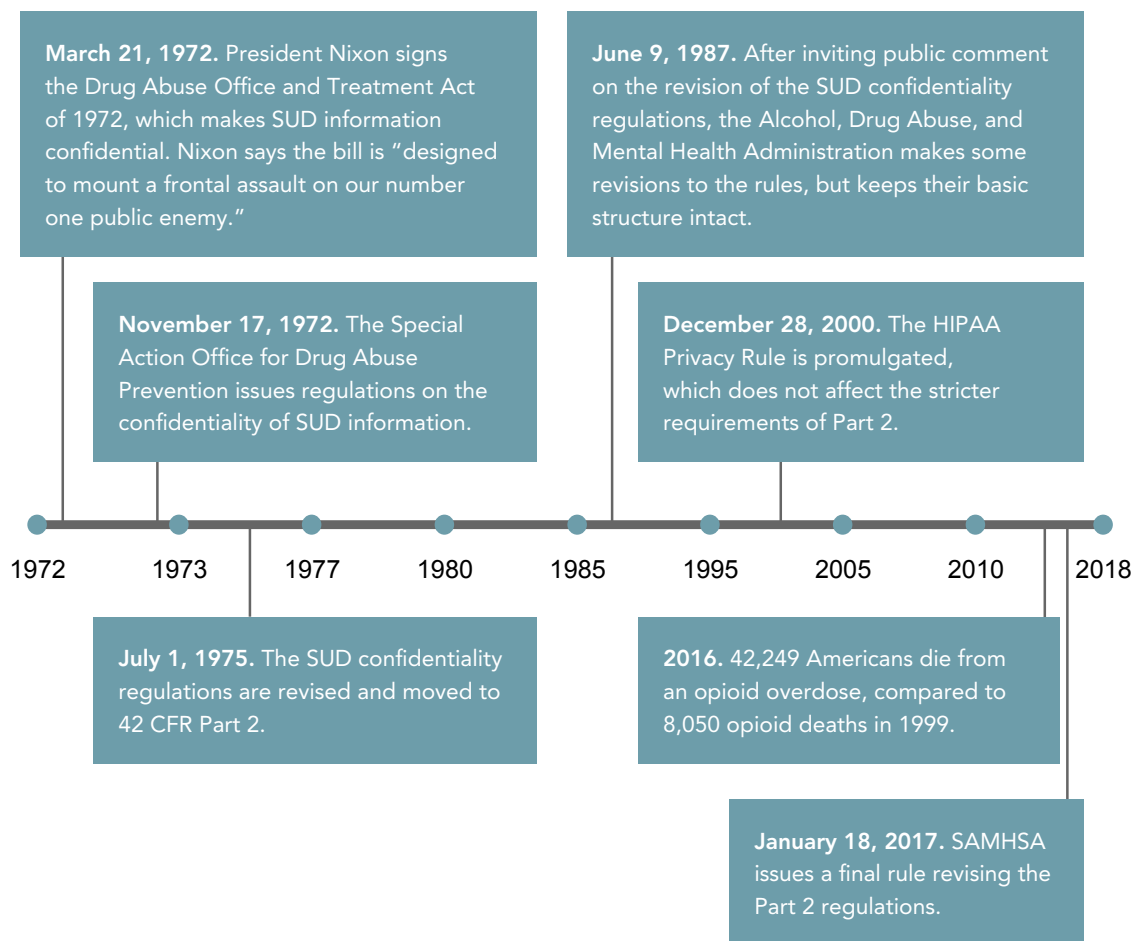 March 21, 1972. President Nixon signs
the Drug Abuse Office and Treatment Act
of 1972, which makes SUD information
confidential. Nixon says the bill is “designed
to mount a frontal assault on our number
one public enemy.”
June 9, 1987. After inviting public comment
on the revision of the SUD confidentiality
regulations, the Alcohol, Drug Abuse, and
Mental Health Administration makes some
revisions to the rules, but keeps their basic
structure intact.
November 17, 1972. The Special
Action Office for Drug Abuse
Prevention issues regulations on the
confidentiality of SUD information.
December 28, 2000. The HIPAA
Privacy Rule is promulgated,
which does not affect the stricter
requirements of Part 2.
1972 1973 1977 1980 1985 1995 2005 2010 2018
July 1, 1975. The SUD confidentiality
regulations are revised and moved to
42 CFR Part 2.
2016. 42,249 Americans die from
an opioid overdose, compared to
8,050 opioid deaths in 1999.
January 18, 2017. SAMHSA
issues a final rule revising the
Part 2 regulations.